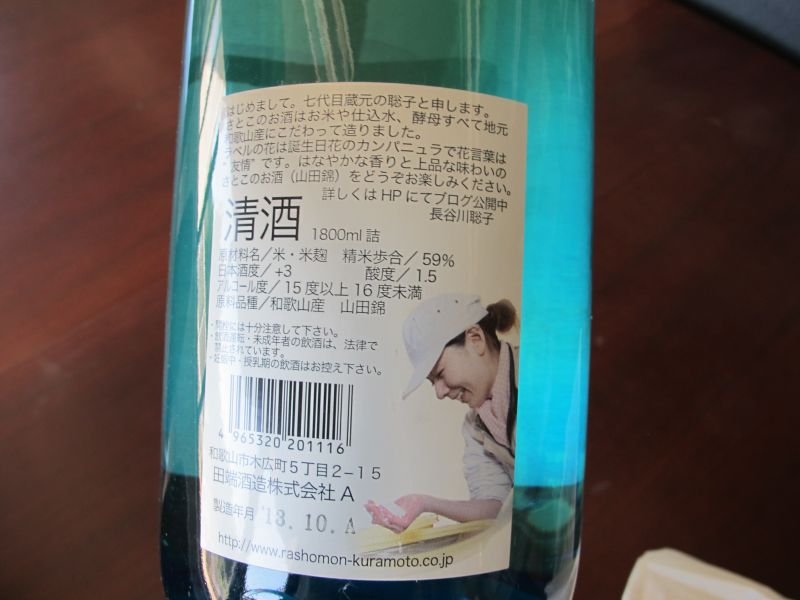 はじめまして。七代目蔵元の聡子と申します。
さとこのお酒はお米や仕込水、酵母すべて地元
和歌山産にこだわって造りました。
ラベルの花は誕生日花のカンパニュラで花言葉は
"友情"です。はなやかな香りと上品な味わいの
さとこのお酒（山田錦）をどうぞお楽しみください。
詳しくはHPにてブログ公開中
長谷川聡子
清酒 1800ml詰
原材料名／米・米麹 精米歩合／59%
日本酒度／+3 酸度／1.5
アルコール度／15度以上16度未満
原料品種／和歌山産 山田錦
・開栓には十分注意して下さい。
・飲酒運転・未成年者の飲酒は、法律で
禁止されています。
・妊娠中・授乳期の飲酒はお控え下さい。
4 965320 201116
和歌山市木広町5丁目2-15
田端酒造株式会社 A
製造年月 '13.10.A
http://www.rashomon-kuramoto.co.jp